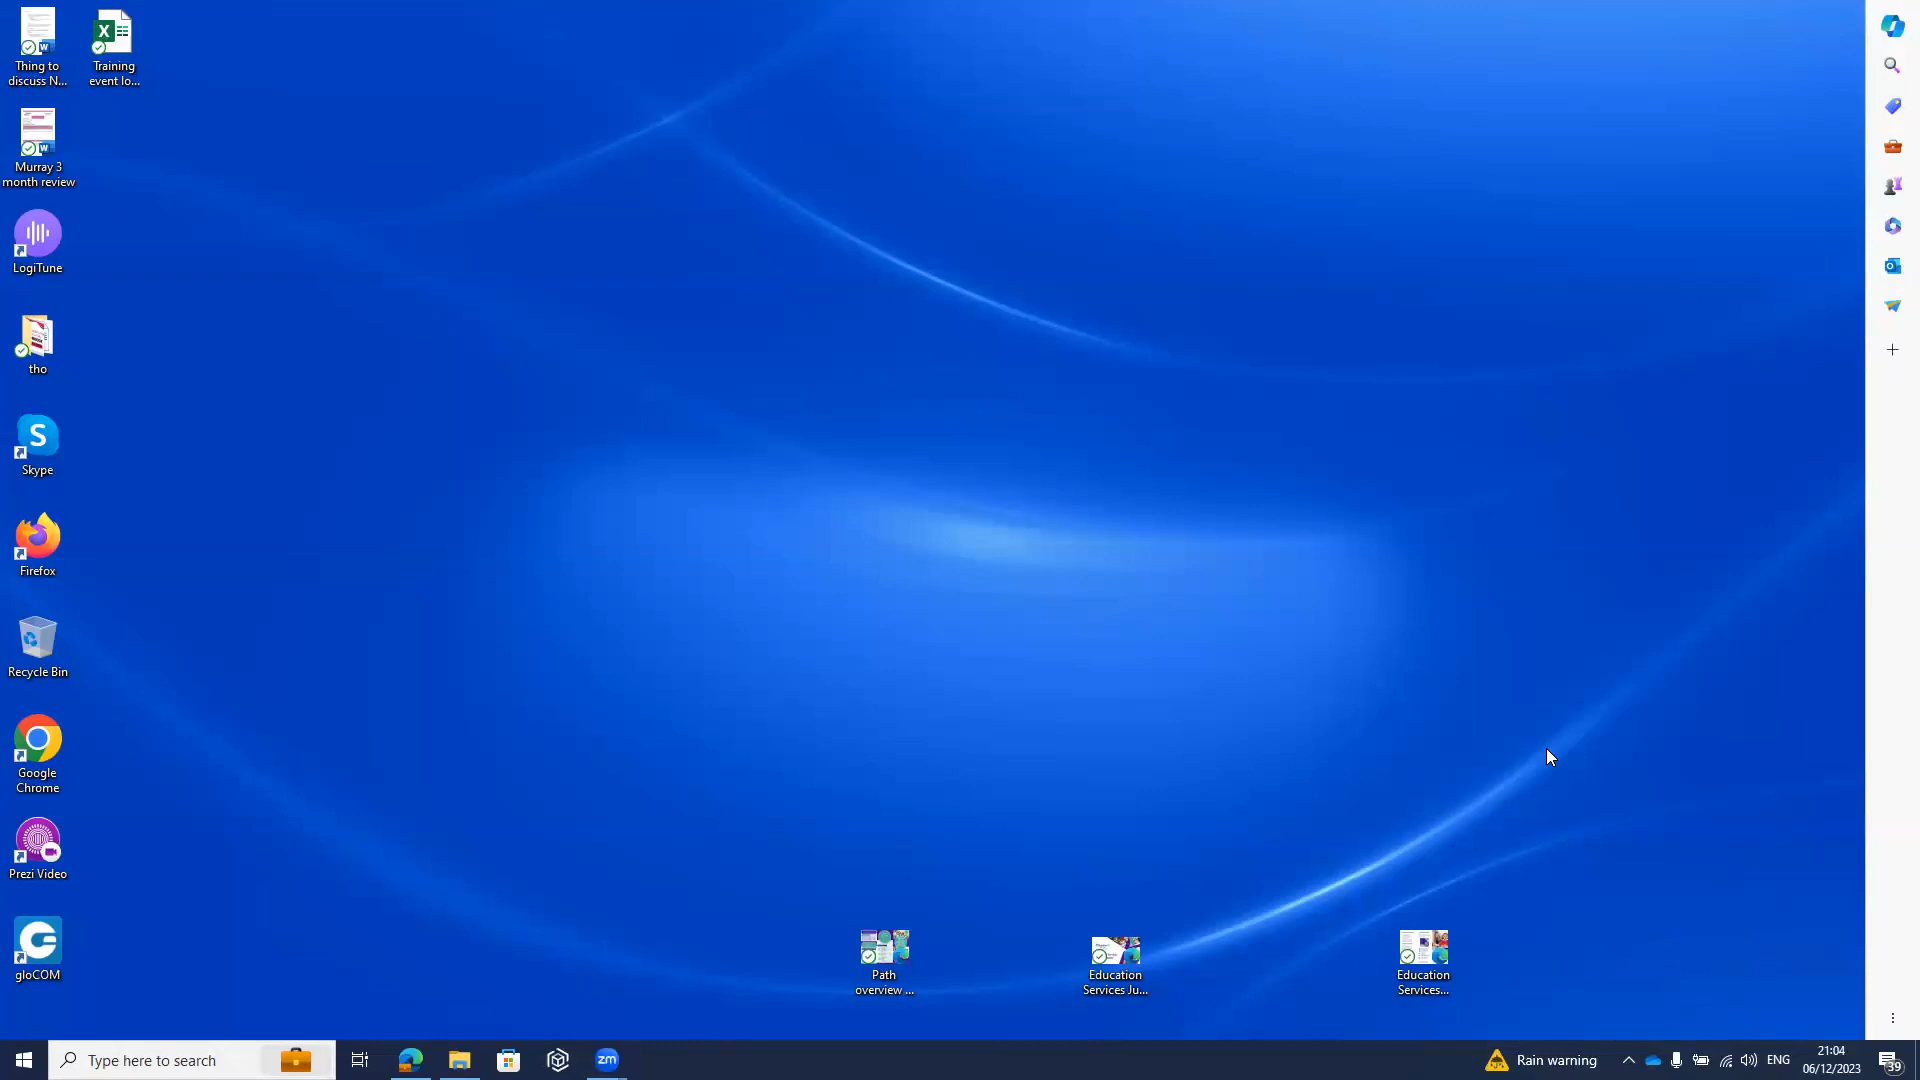 Thing to
discuss N...
Training
event lo...
Murray 3
month review
LogiTune
tho
Skype
Firefox
Recycle Bin
Google
Chrome
Prezi Video
gloCOM
Path
overview ...
Education
Services Ju...
Education
Services...
Type here to search
zm
Rain warning
ENG
21:04
06/12/2023
39